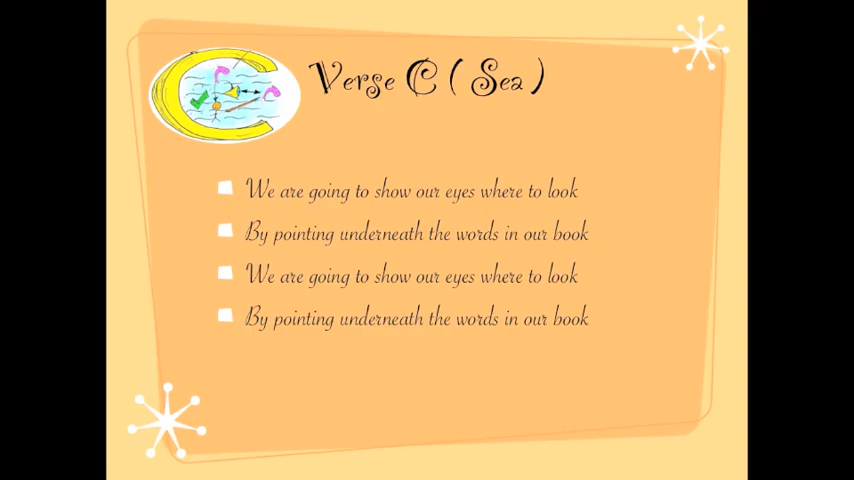 Verse C ( Sea )
We are going to show our eyes where to look
By pointing underneath the words in our book
We are going to show our eyes where to look
By pointing underneath the words in our book